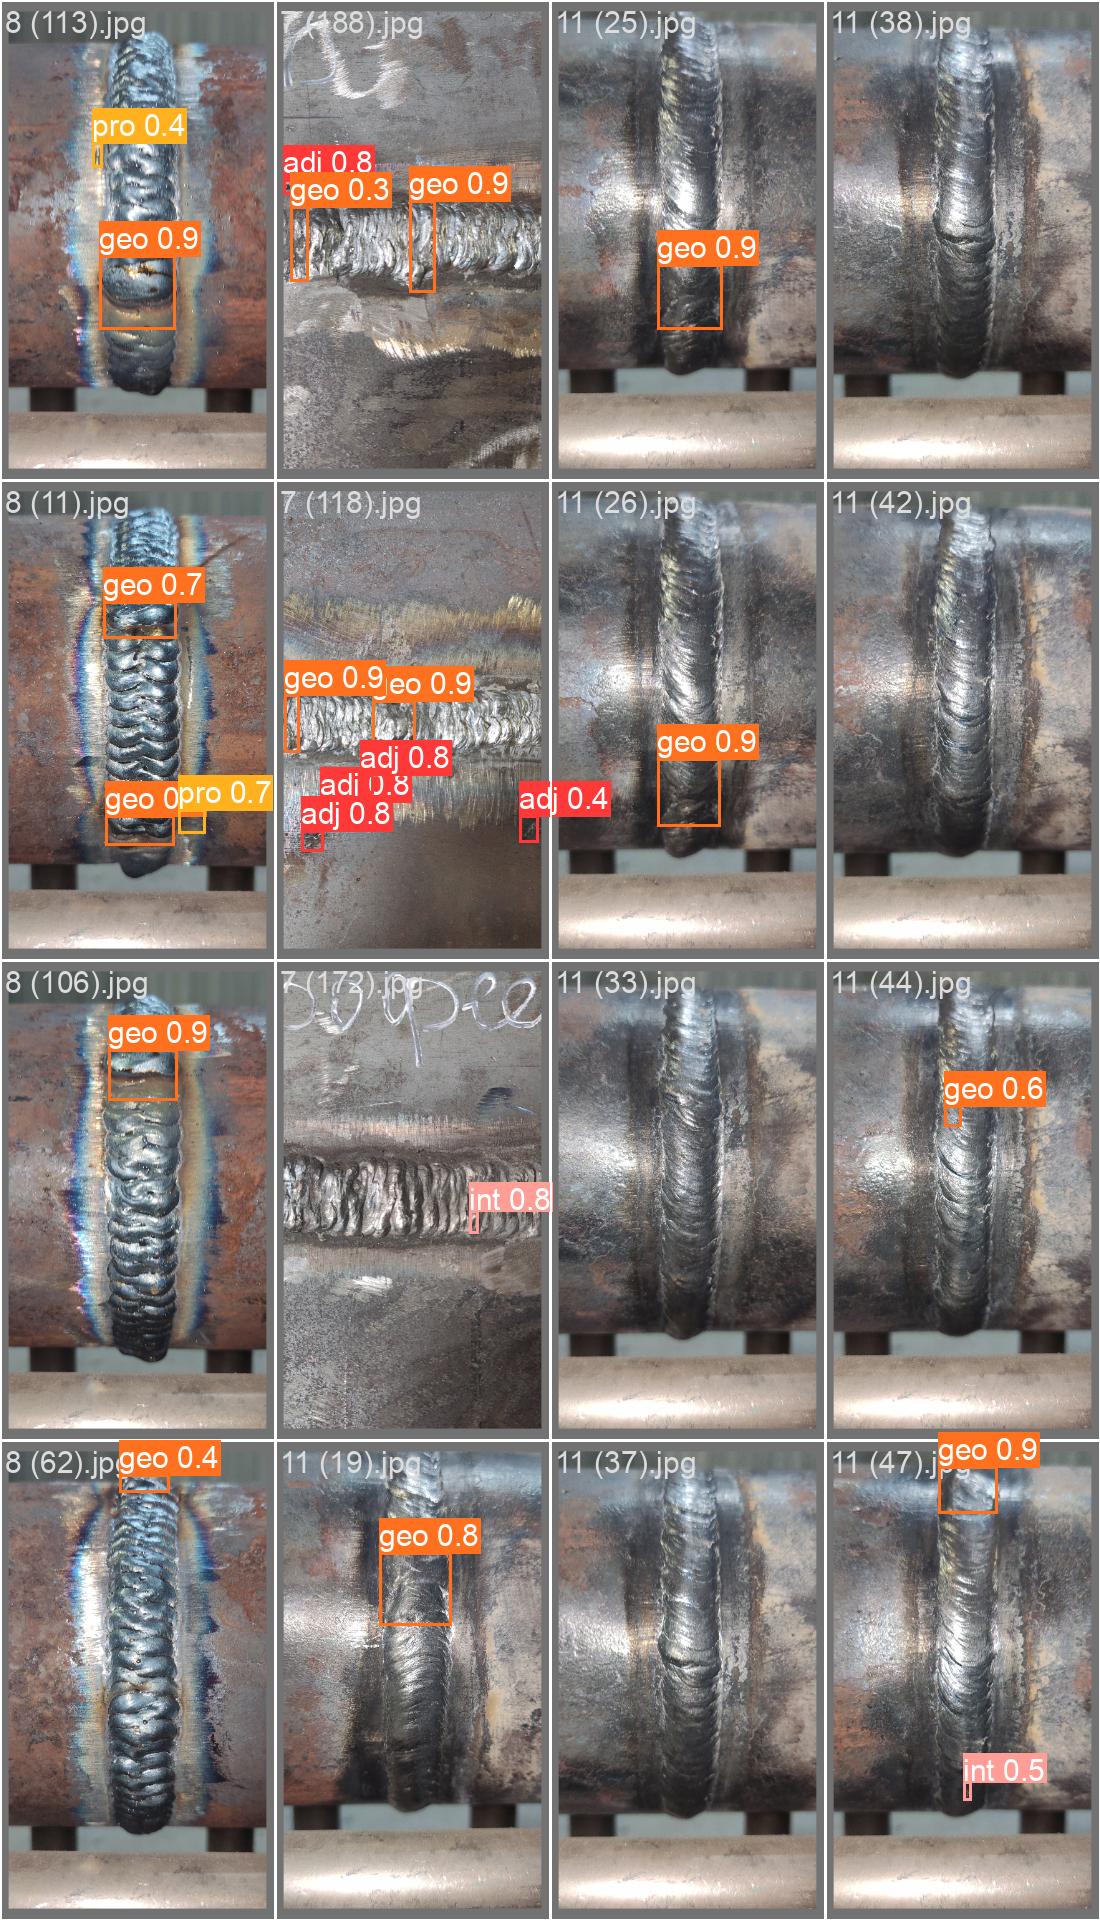 8 (113).jpg
pro 0.4
geo 0.9
7 (188).jpg
adj 0.8
geo 0.3
geo 0.9
11 (25).jpg
geo 0.9
11 (38).jpg
8 (11).jpg
geo 0.7
geo 0
pro 0.7
7 (118).jpg
geo 0.9
geo 0.9
adj 0.8
adj 0.8
adj 0.8
adj 0.4
11 (26).jpg
geo 0.9
11 (42).jpg
8 (106).jpg
geo 0.9
7 (172).jpg
int 0.8
11 (33).jpg
11 (44).jpg
geo 0.6
8 (62).jpg
geo 0.4
11 (19).jpg
geo 0.8
11 (37).jpg
11 (47).jpg
geo 0.9
int 0.5